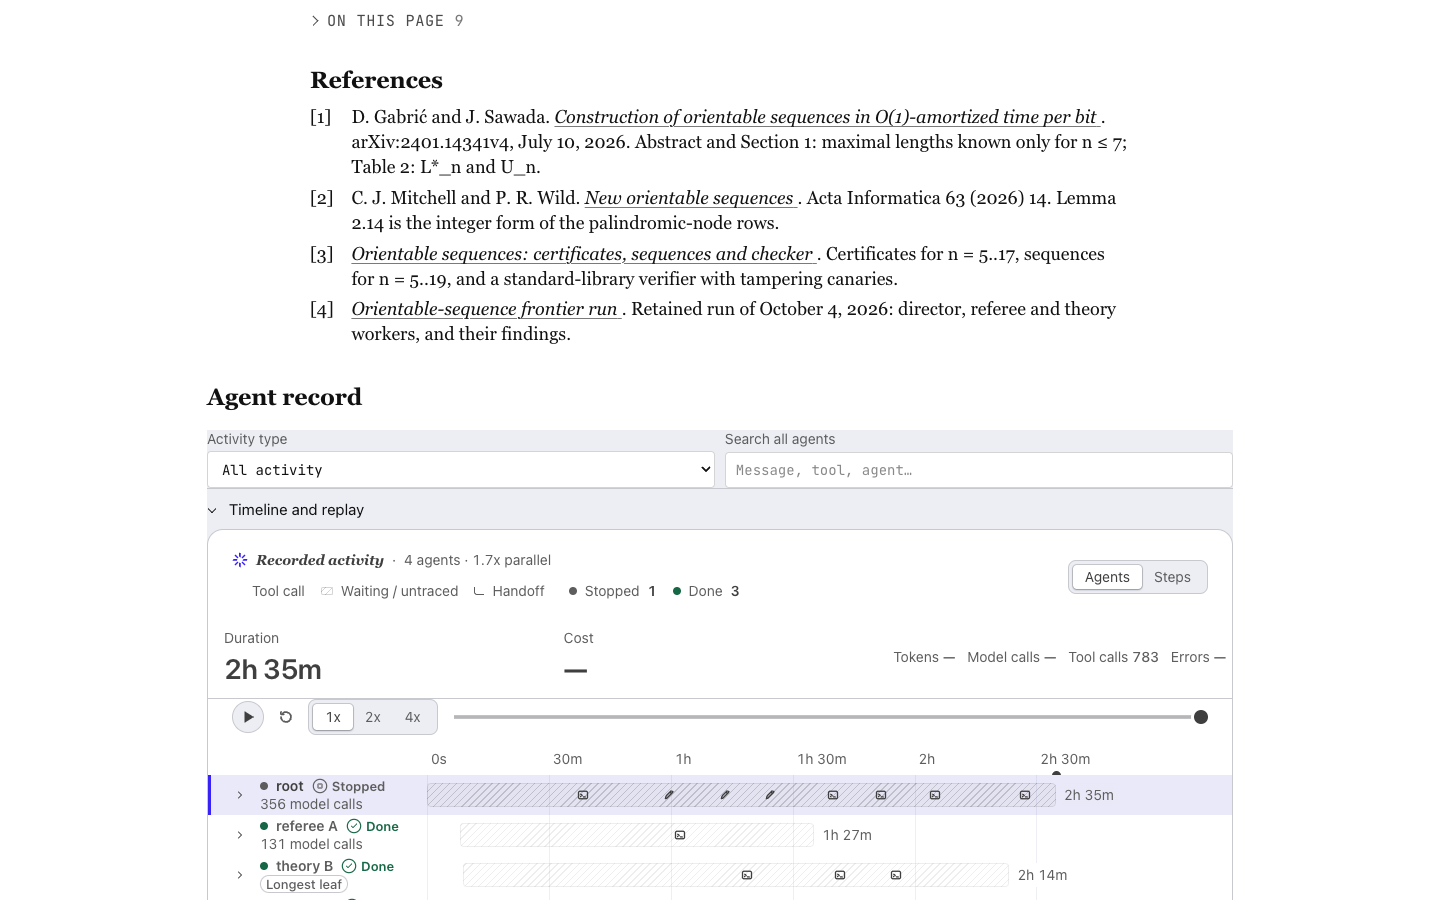 ON THIS PAGE 9
References
[1] D. Gabrić and J. Sawada. Construction of orientable sequences in O(1)-amortized time per bit .
arXiv:2401.14341v4, July 10, 2026. Abstract and Section 1: maximal lengths known only for n ≤ 7;
Table 2: L*_n and U_n.
[2] C. J. Mitchell and P. R. Wild. New orientable sequences . Acta Informatica 63 (2026) 14. Lemma
2.14 is the integer form of the palindromic-node rows.
[3] Orientable sequences: certificates, sequences and checker . Certificates for n = 5..17, sequences
for n = 5..19, and a standard-library verifier with tampering canaries.
[4] Orientable-sequence frontier run . Retained run of October 4, 2026: director, referee and theory
workers, and their findings.
Agent record
Activity type Search all agents
All activity Message, tool, agent…
Timeline and replay
Recorded activity · 4 agents · 1.7x parallel
Agents Steps
Tool call Waiting / untraced Handoff Stopped 1 Done 3
Duration Cost
2h 35m — Tokens — Model calls — Tool calls 783 Errors —
1x 2x 4x
0s 30m 1h 1h 30m 2h 2h 30m
root Stopped
356 model calls 2h 35m
referee A Done
131 model calls 1h 27m
theory B Done
Longest leaf 2h 14m